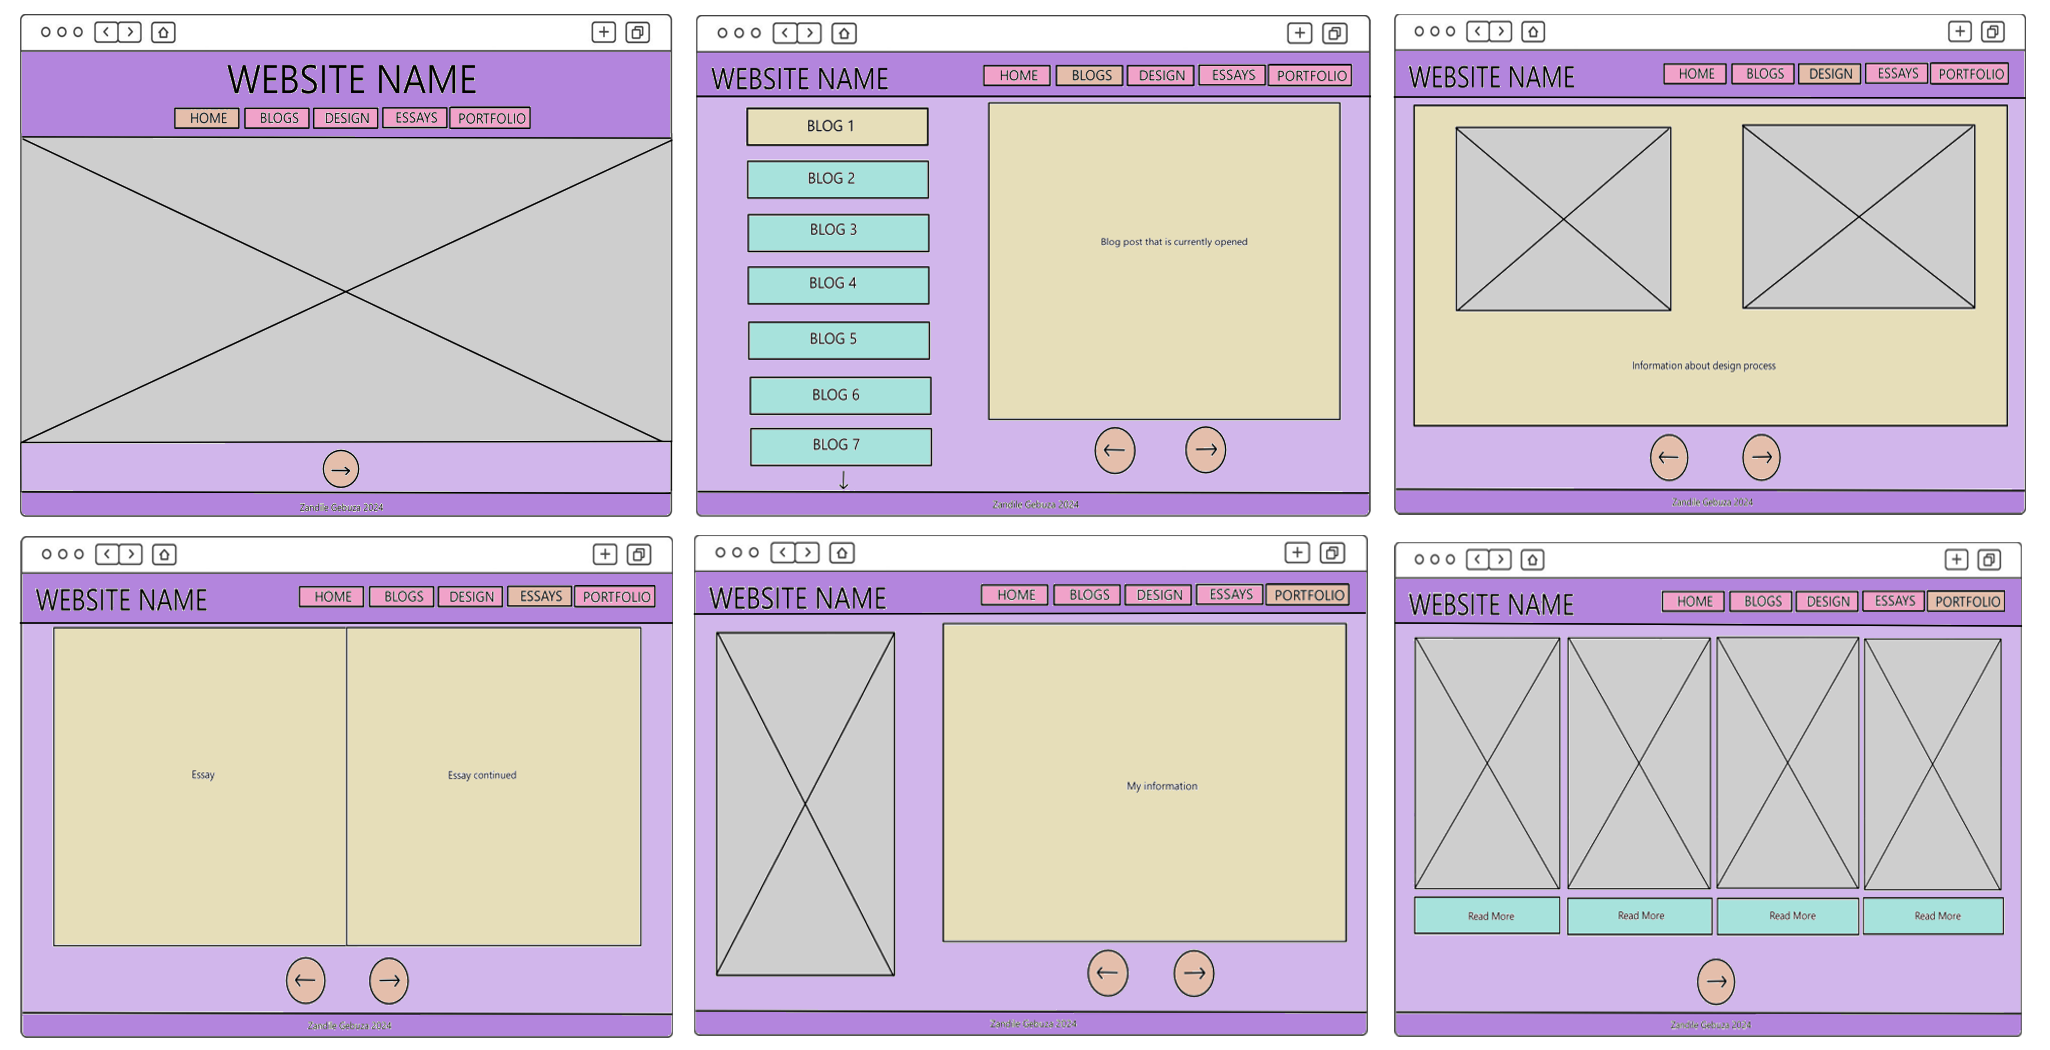 WEBSITE NAME
HOME BLOGS DESIGN ESSAYS PORTFOLIO
Zandile Gebuza 2024
WEBSITE NAME HOME BLOGS DESIGN ESSAYS PORTFOLIO
BLOG 1
BLOG 2
BLOG 3
BLOG 4
BLOG 5
BLOG 6
BLOG 7
Blog post that is currently opened
Zandile Gebuza 2024
WEBSITE NAME HOME BLOGS DESIGN ESSAYS PORTFOLIO
Information about design process
Zandile Gebuza 2024
WEBSITE NAME HOME BLOGS DESIGN ESSAYS PORTFOLIO
Essay Essay continued
Zandile Gebuza 2024
WEBSITE NAME HOME BLOGS DESIGN ESSAYS PORTFOLIO
My information
Zandile Gebuza 2024
WEBSITE NAME HOME BLOGS DESIGN ESSAYS PORTFOLIO
Read More Read More Read More Read More
Zandile Gebuza 2024